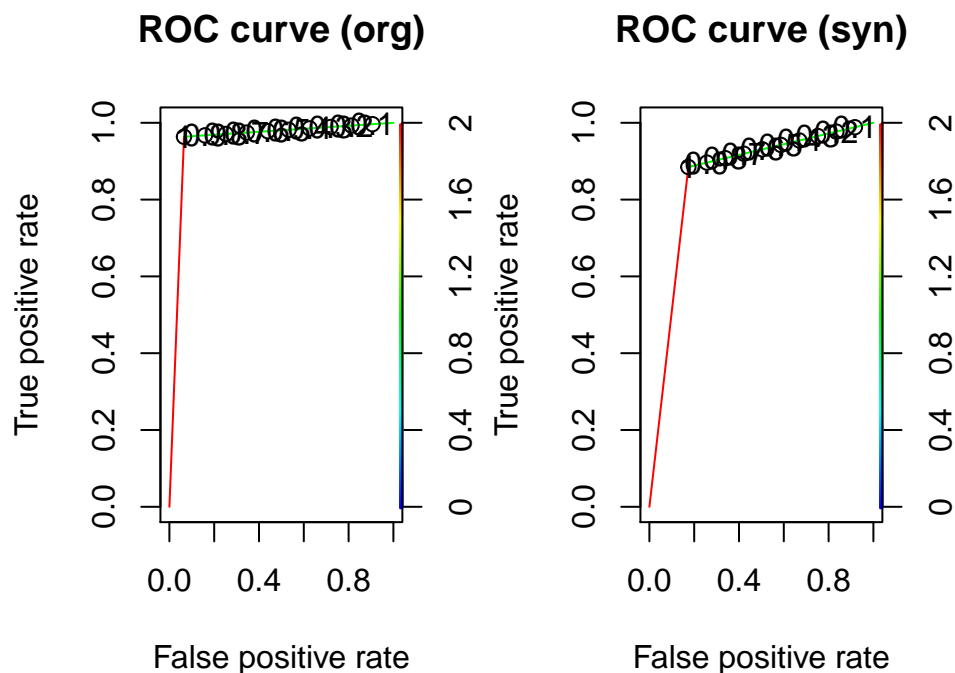 ROC curve (org)
True positive rate
0.0 0.2 0.4 0.6 0.8 1.0
0 0.4 0.8 1.2 1.6 2
0.0 0.4 0.8
False positive rate
ROC curve (syn)
True positive rate
0.0 0.2 0.4 0.6 0.8 1.0
0 0.4 0.8 1.2 1.6 2
0.0 0.4 0.8
False positive rate